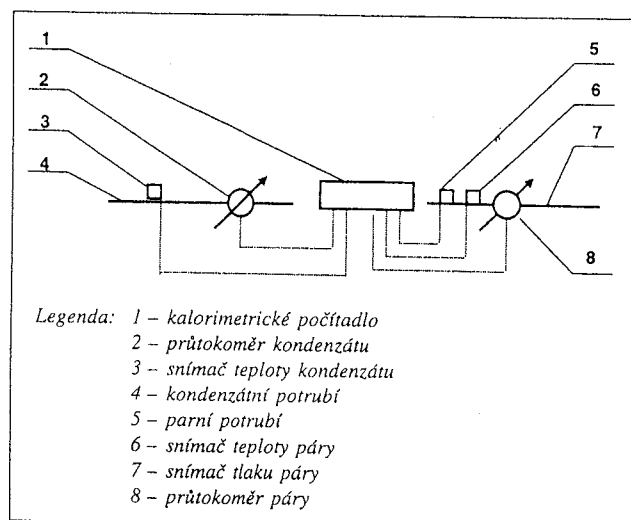 1
2
3
4
5
6
7
8
Legenda: 1 – kalorimetrické počítadlo
2 – průtokoměr kondenzátu
3 – snímač teploty kondenzátu
4 – kondenzátní potrubí
5 – parní potrubí
6 – snímač teploty páry
7 – snímač tlaku páry
8 – průtokoměr páry